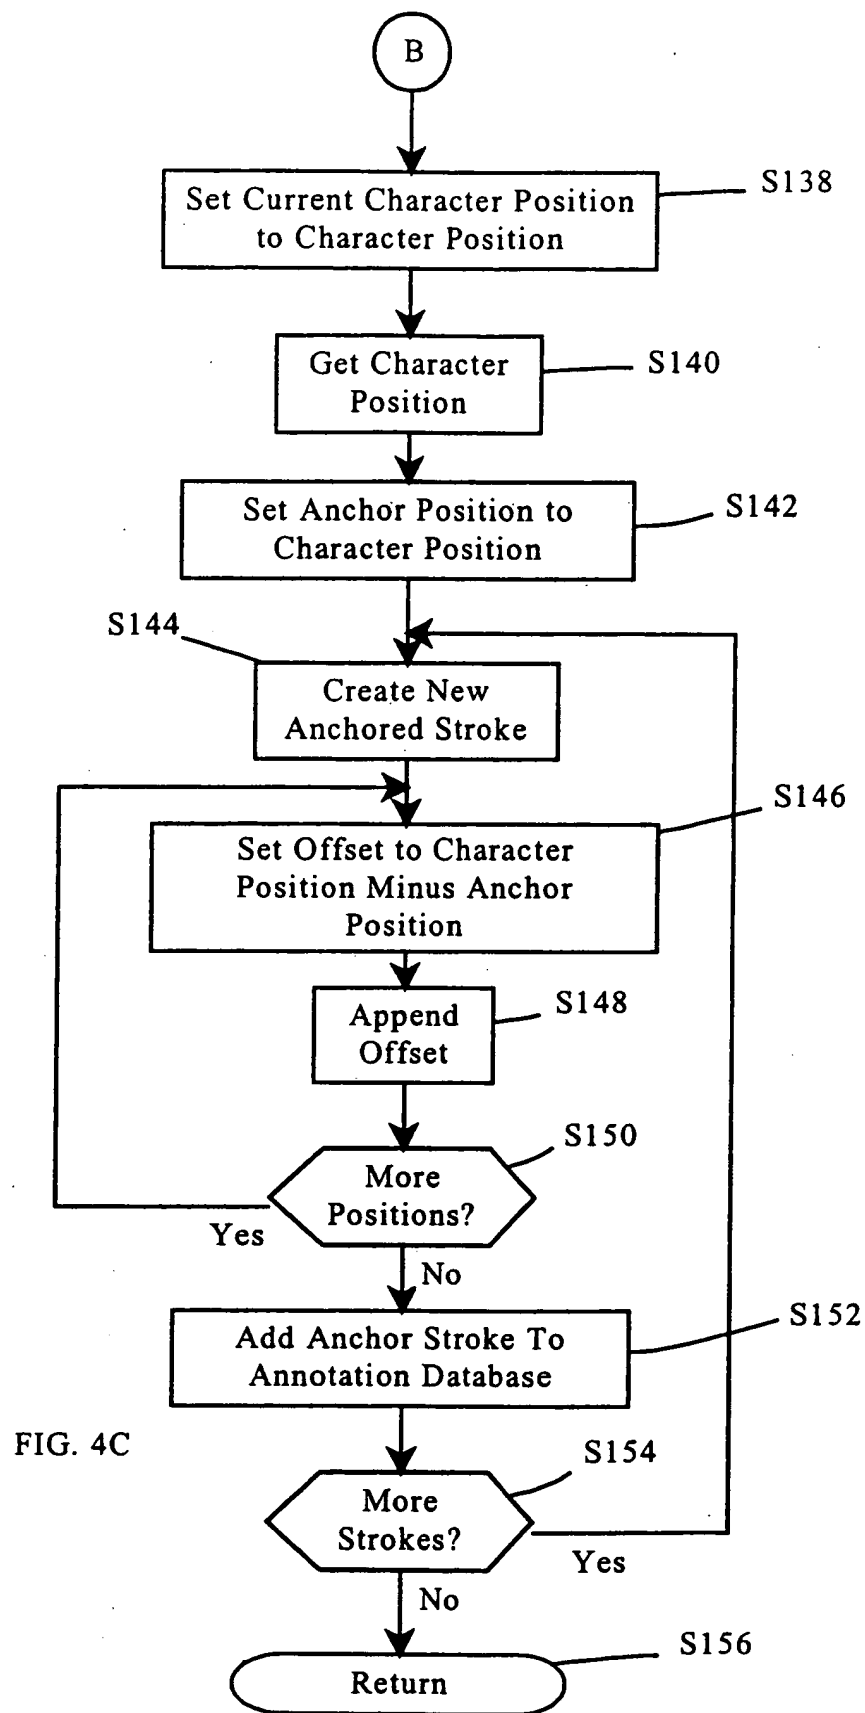 B
Set Current Character Position
to Character Position
S138
Get Character
Position
S140
Set Anchor Position to
Character Position
S142
S144
Create New
Anchored Stroke
Set Offset to Character
Position Minus Anchor
Position
S146
Append
Offset
S148
More
Positions?
S150
Yes
No
Add Anchor Stroke To
Annotation Database
S152
FIG. 4C
More
Strokes?
S154
Yes
No
Return
S156